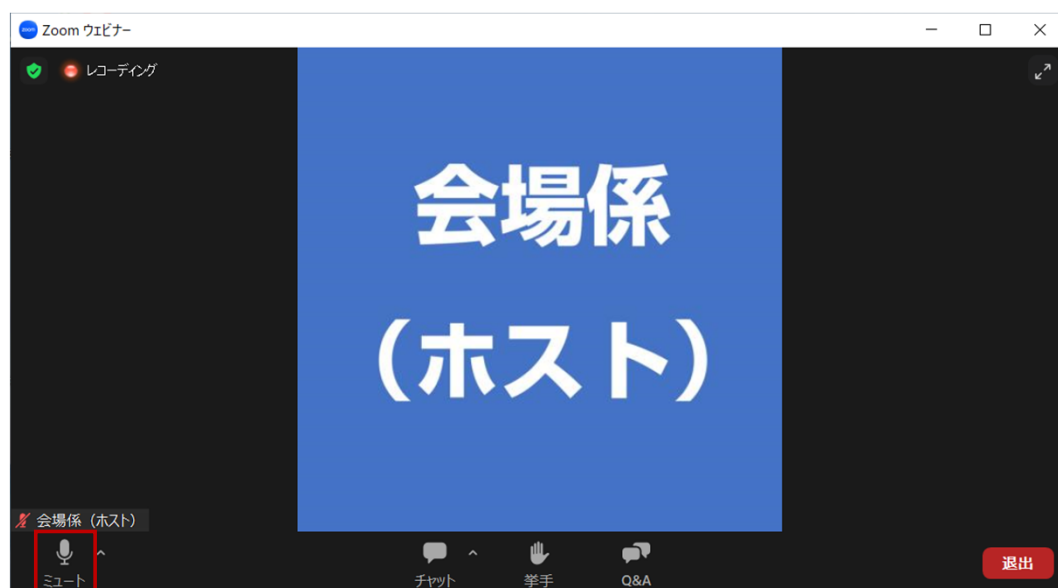 Zoom ウェビナー
レコーディング
会場係
（ホスト）
会場係（ホスト）
ミュート
チャット
挙手
Q&A
退出